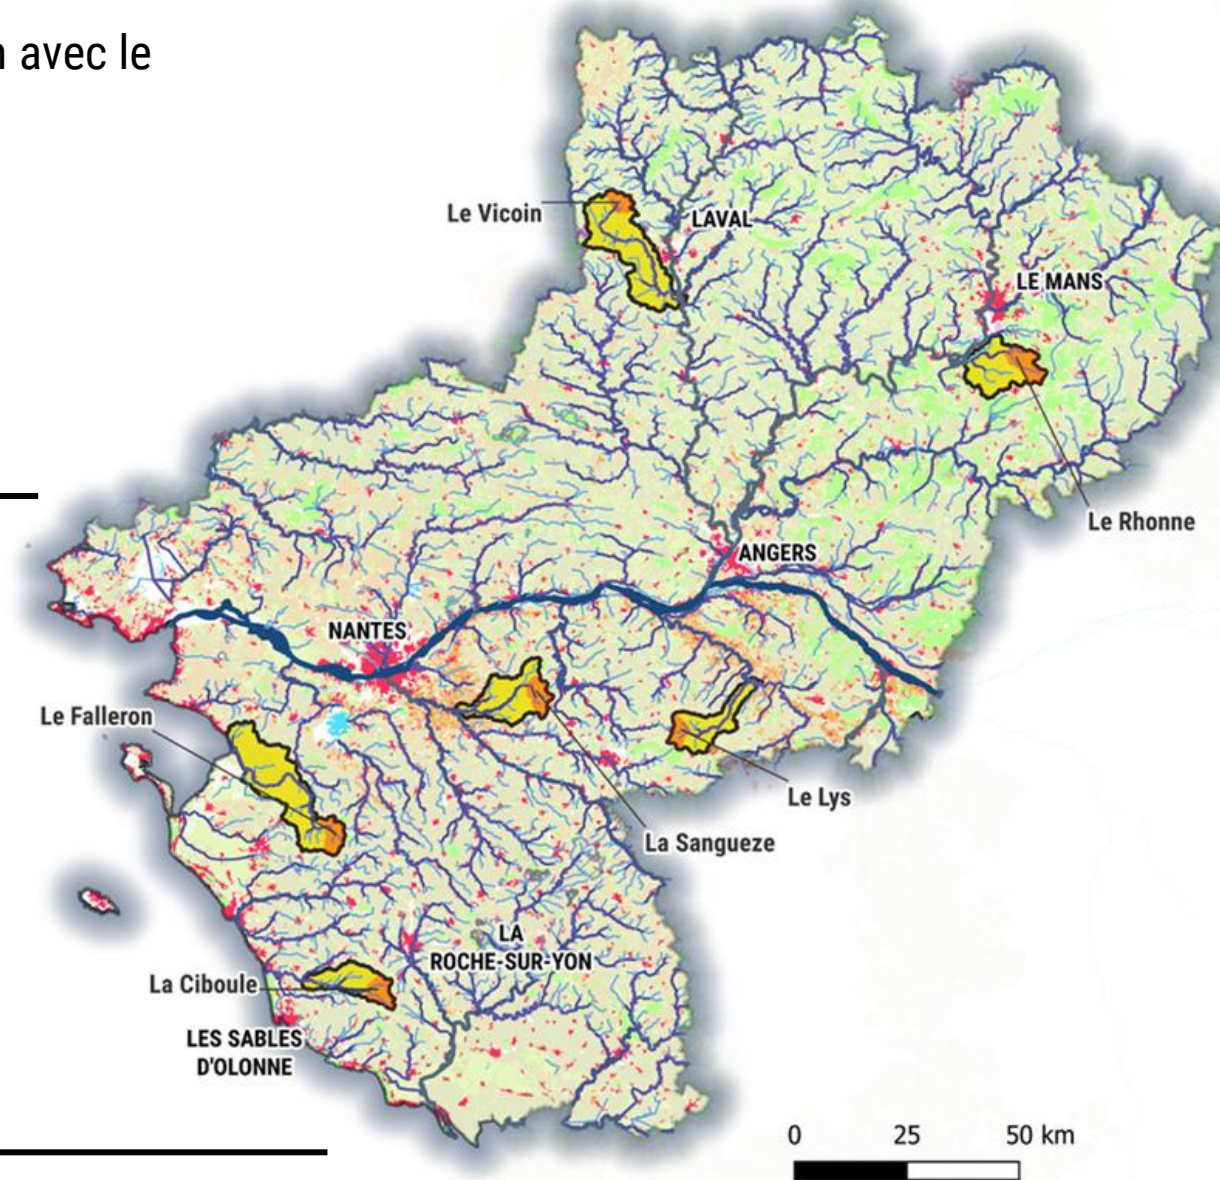 n avec le
Le Vicoin
LAVAL
LE MANS
Le Rhonne
ANGERS
NANTES
Le Falleron
Le Lys
La Sangueze
LA
ROCHE-SUR-YON
La Ciboule
LES SABLES
D'OLONNE
0 25 50 km